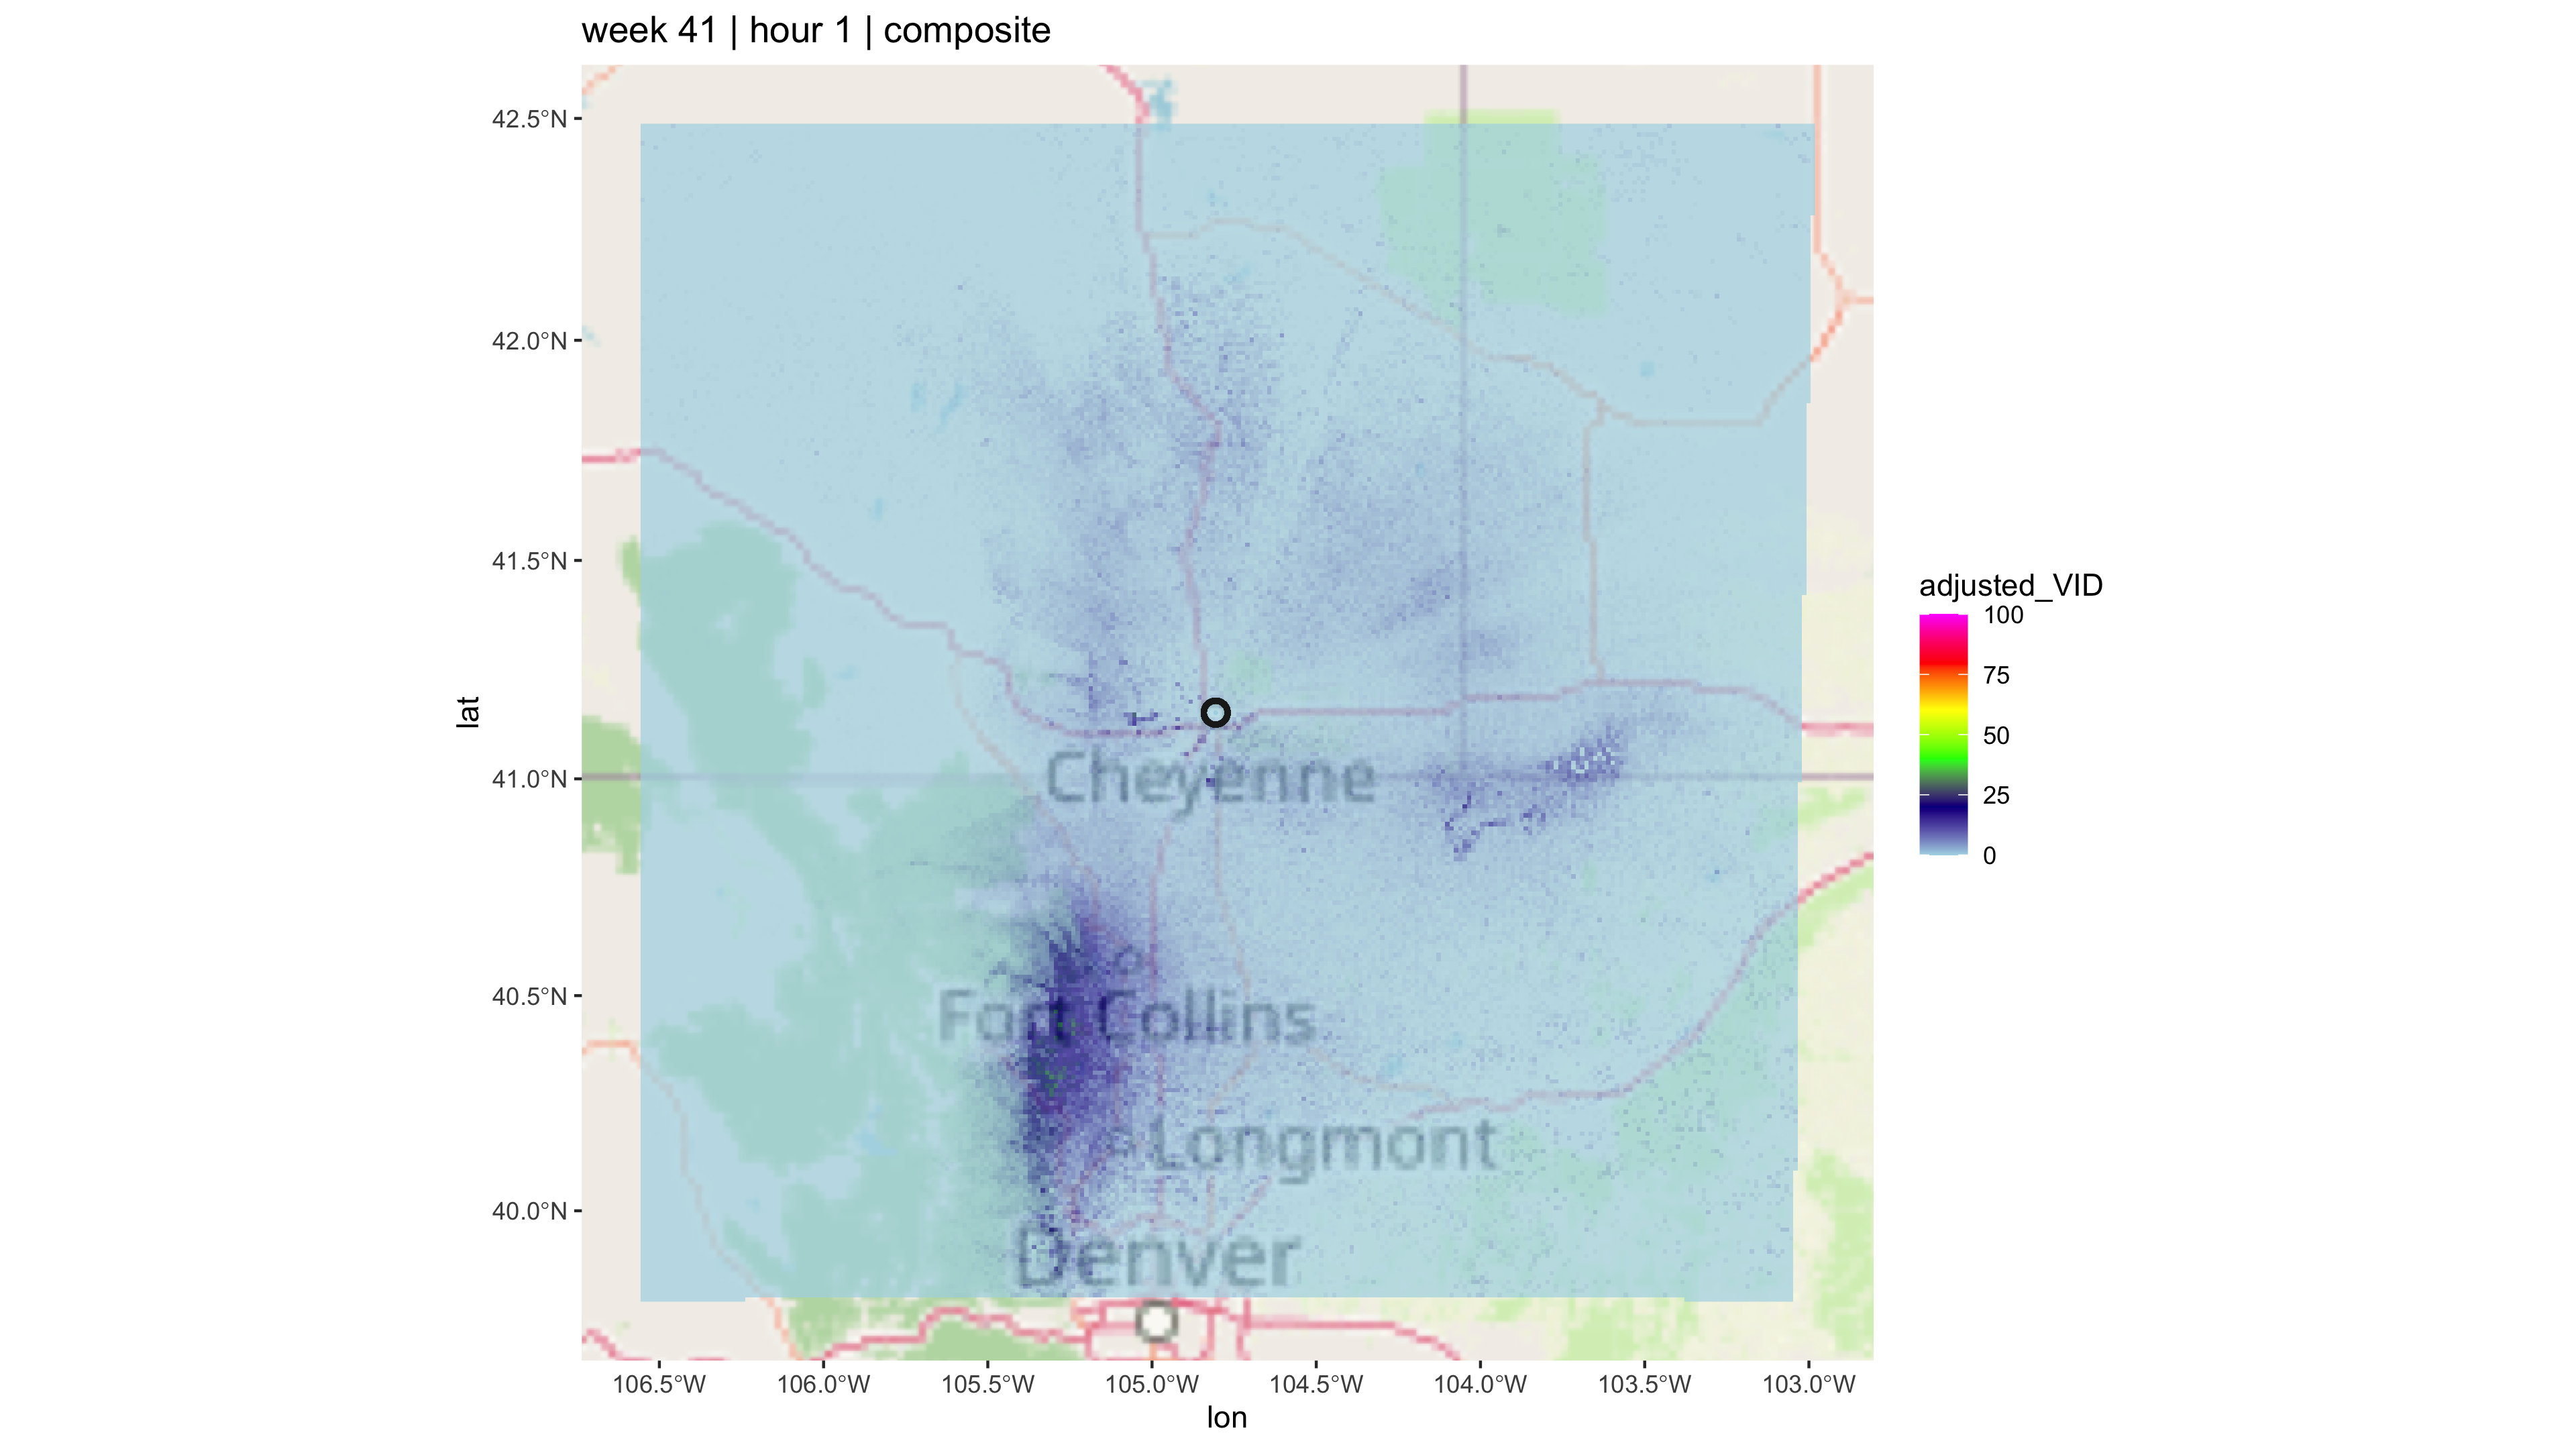 week 41 | hour 1 | composite
42.5°N
42.0°N
41.5°N
41.0°N
40.5°N
40.0°N
lat
Cheyenne
Fort Collins
Longmont
Denver
106.5°W 106.0°W 105.5°W 105.0°W 104.5°W 104.0°W 103.5°W 103.0°W
lon
adjusted_VID
100
75
50
25
0